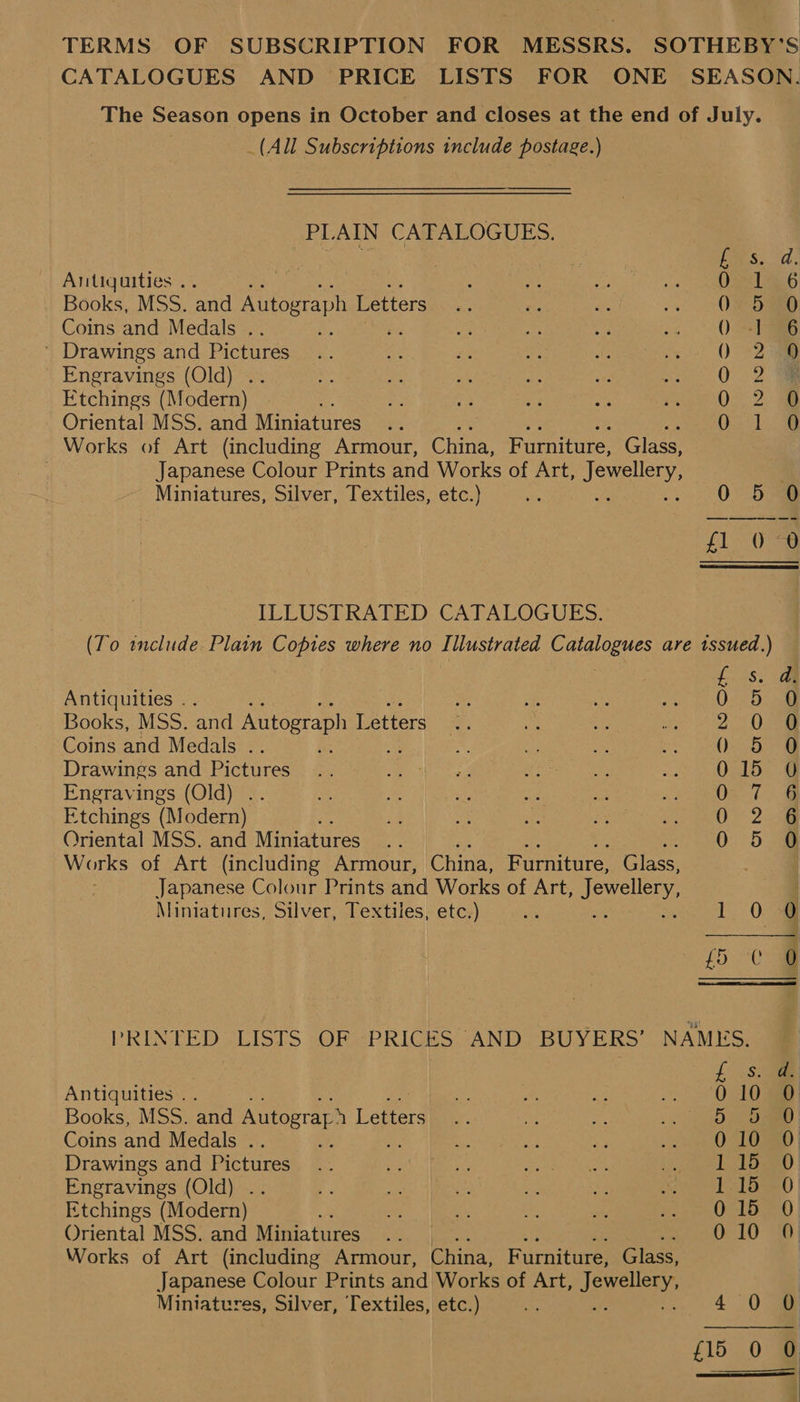 TERMS OF SUBSCRIPTION FOR MESSRS. SOTHEBY'S
CATALOGUES AND PRICE LISTS FOR ONE SEASON.
The Season opens in October and closes at the end of July.
(All Subscriptions include postage.)
PLAIN CATALOGUES.
£ s. d.
Antiquities .. .. .. .. .. .. .. 0 1 6
Books, MSS. and Autograph Letters .. .. .. .. 0 5 0
Coins and Medals .. .. .. .. .. .. .. 0 1 6
Drawings and Pictures .. .. .. .. .. .. 0 2 0
Engravings (Old) .. .. .. .. .. .. .. 0 2
Etchings (Modern) .. .. .. .. .. .. 0 2 0
Oriental MSS. and Miniatures .. .. .. .. .. 0 1 0
Works of Art (including Armour, China, Furniture, Glass,
Japanese Colour Prints and Works of Art, Jewellery,
Miniatures, Silver, Textiles, etc.) .. .. .. 0 5 0
£1 0 0
ILLUSTRATED CATALOGUES.
(To include Plain Copies where no Illustrated Catalogues are issued.)
£ s. d.
Antiquities .. .. .. .. .. .. .. 0 5 0
Books, MSS. and Autograph Letters .. .. .. .. 2 0 0
Coins and Medals .. .. .. .. .. .. .. 0 5 0
Drawings and Pictures .. .. .. .. .. .. 0 15 0
Engravings (Old) .. .. .. .. .. .. .. 0 7 6
Etchings (Modern) .. .. .. .. .. .. 0 2 6
Oriental MSS. and Miniatures .. .. .. .. .. 0 5 0
Works of Art (including Armour, China, Furniture, Glass,
Japanese Colour Prints and Works of Art, Jewellery,
Miniatures, Silver, Textiles, etc.) .. .. .. 1 0 0
£5 0 0
PRINTED LISTS OF PRICES AND BUYERS' NAMES.
£ s. d.
Antiquities .. .. .. .. .. .. .. 0 10 0
Books, MSS. and Autograph Letters .. .. .. .. 5 5 0
Coins and Medals .. .. .. .. .. .. .. 0 10 0
Drawings and Pictures .. .. .. .. .. .. 1 15 0
Engravings (Old) .. .. .. .. .. .. .. 1 15 0
Etchings (Modern) .. .. .. .. .. .. 0 15 0
Oriental MSS. and Miniatures .. .. .. .. .. 0 10 0
Works of Art (including Armour, China, Furniture, Glass,
Japanese Colour Prints and Works of Art, Jewellery,
Miniatures, Silver, Textiles, etc.) .. .. .. 4 0 0
£15 0 0